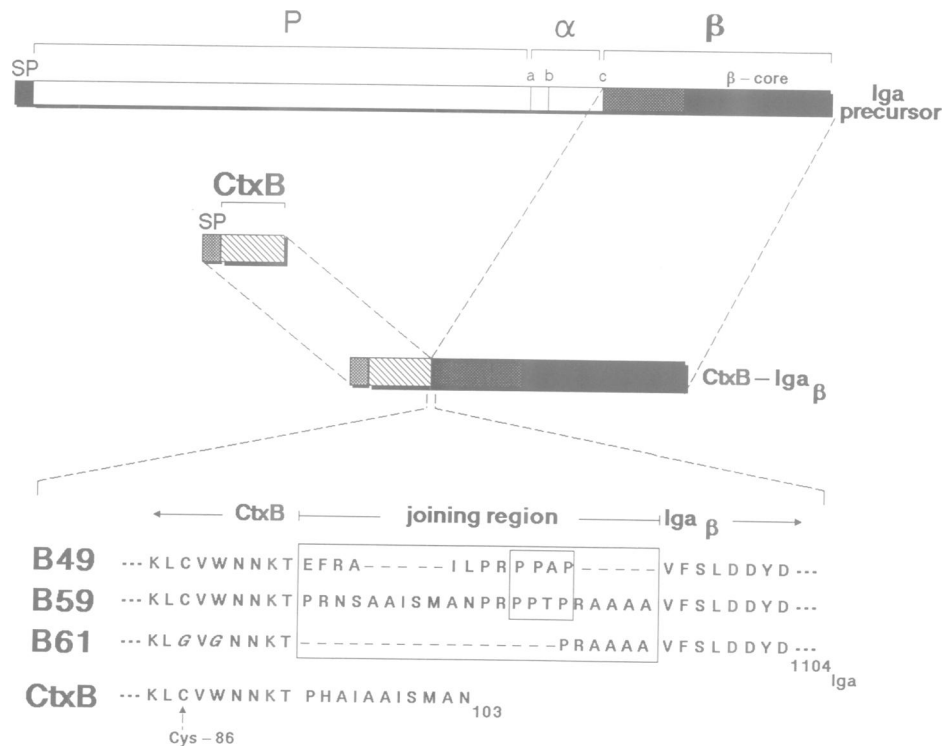 P α β
SP a b c β – core
Iga precursor
CtxB
SP
CtxB – Iga β
CtxB joining region Iga β
B49 --- K L C V W N N K T E F R A - - - - - I L P R P P A P - - - - - V F S L D D Y D ---
B59 --- K L C V W N N K T P R N S A A I S M A N P R P P T P R A A A A V F S L D D Y D ---
B61 --- K L G V G N N K T - - - - - - - - - - - - - - - - P R A A A A V F S L D D Y D ---
1104 Iga
CtxB --- K L C V W N N K T P H A I A A I S M A N 103
Cys – 86